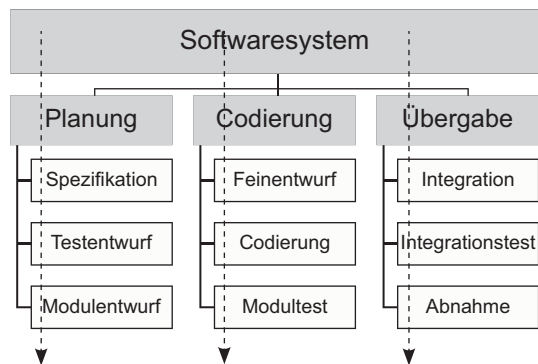 Softwaresystem
Planung
Spezifikation
Testentwurf
Modulentwurf
Codierung
Feinentwurf
Codierung
Modultest
Übergabe
Integration
Integrationstest
Abnahme